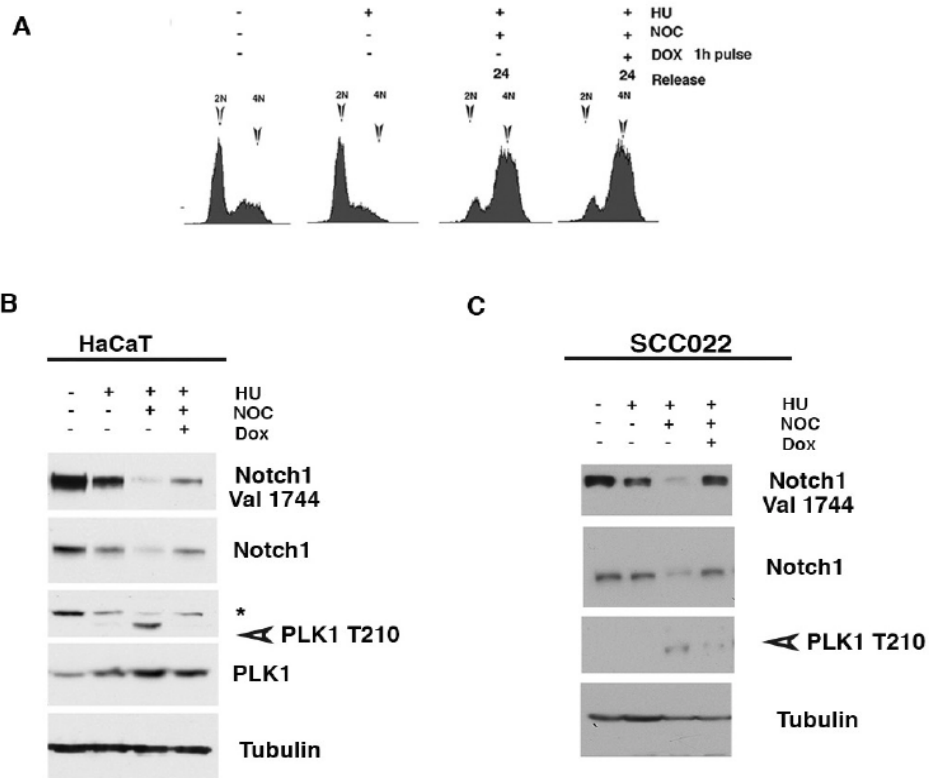 A
- + + + HU
- - + + NOC
- - - + DOX 1h pulse
24 24 Release
2N 4N 2N 4N 2N 4N 2N 4N
B
HaCaT
- + + + HU
- - + + NOC
- - - + Dox
Notch1
Val 1744
Notch1
*
PLK1 T210
PLK1
Tubulin
C
SCC022
- + + + HU
- - + + NOC
- - - + Dox
Notch1
Val 1744
Notch1
PLK1 T210
Tubulin